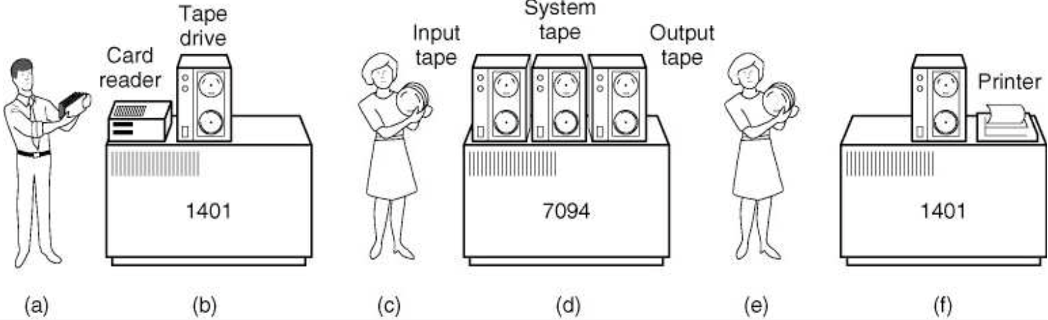 Tape
drive
Card
reader
1401
Input
tape
System
tape
Output
tape
7094
Printer
1401
(a)
(b)
(c)
(d)
(e)
(f)